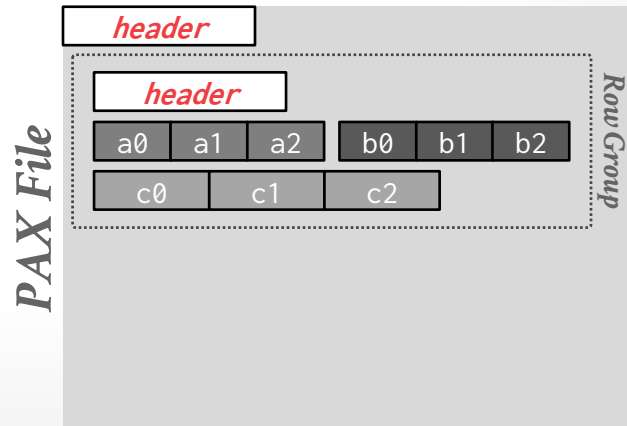 header
header
a0 a1 a2 b0 b1 b2
c0 c1 c2
PAX File
Row Group